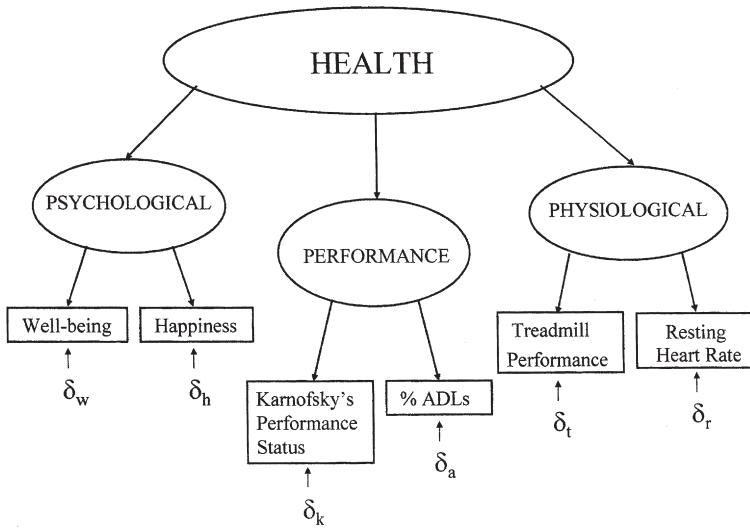 HEALTH
PSYCHOLOGICAL
PERFORMANCE
PHYSIOLOGICAL
Well-being
Happiness
Karnofsky's
Performance
Status
% ADLs
Treadmill
Performance
Resting
Heart Rate
δw
δh
δk
δa
δt
δr